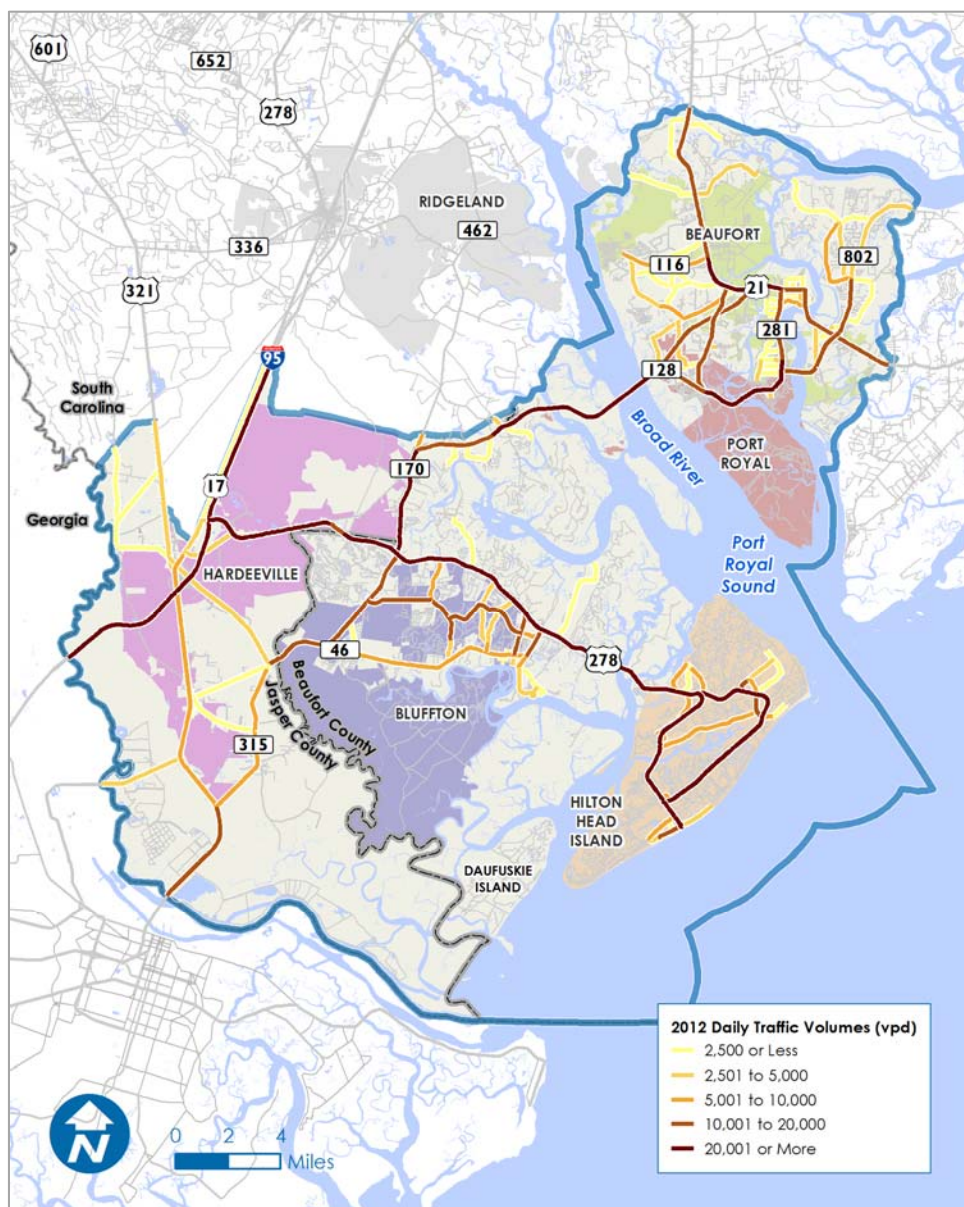 601
652
278
RIDGELAND
462
336
321
BEAUFORT
116
802
21
281
95
128
South
Carolina
Broad River
PORT
ROYAL
170
17
Georgia
Port
Royal
Sound
HARDEEVILLE
46
278
Beaufort County
Jasper County
BLUFFTON
315
HILTON
HEAD
ISLAND
DAUFUSKIE
ISLAND
2012 Daily Traffic Volumes (vpd)
2,500 or Less
2,501 to 5,000
5,001 to 10,000
10,001 to 20,000
20,001 or More
N
0 2 4
Miles